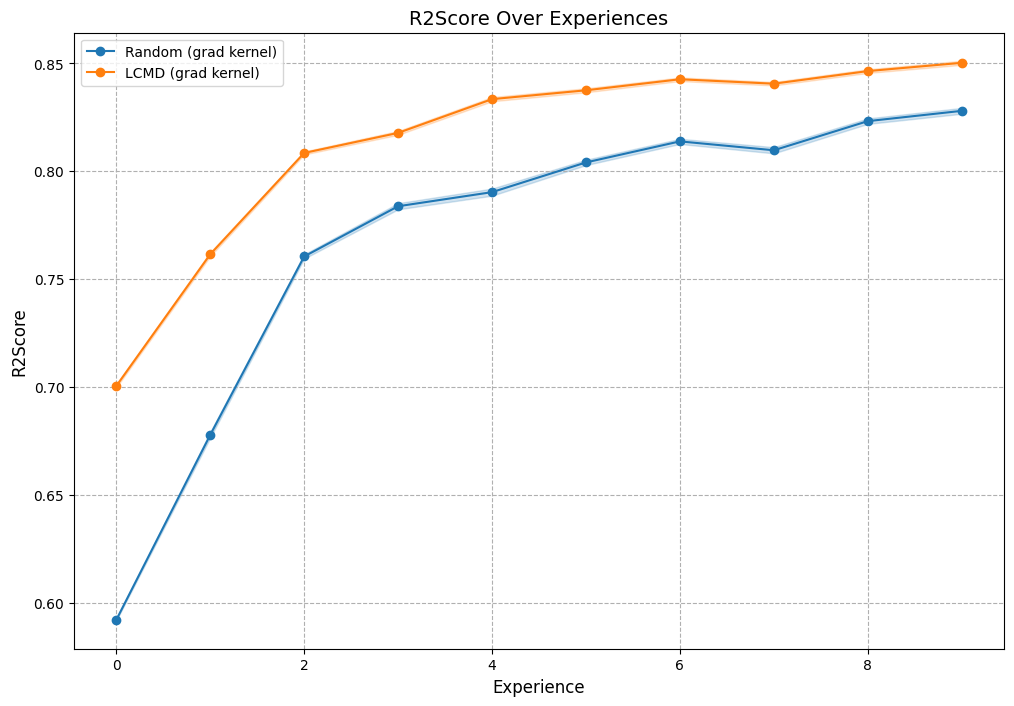 R2Score Over Experiences
Random (grad kernel)
LCMD (grad kernel)
R2Score
0.85
0.80
0.75
0.70
0.65
0.60
0 2 4 6 8
Experience